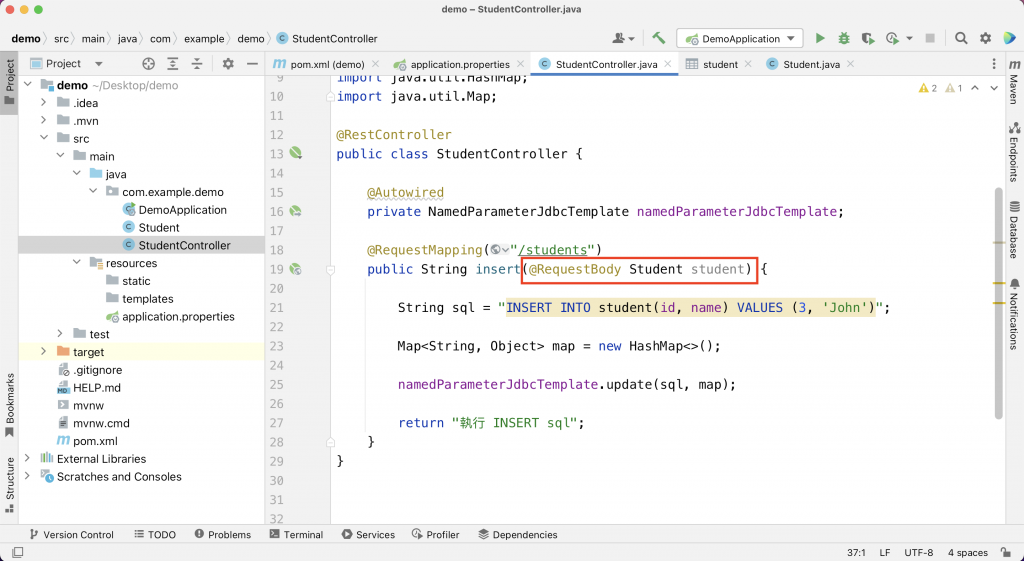 demo – StudentController.java
demo src main java com example demo StudentController
DemoApplication
Project
pom.xml (demo)
application.properties
StudentController.java
student
Student.java
Project
Bookmarks
Structure
demo ~/Desktop/demo
.idea
.mvn
src
main
java
com.example.demo
DemoApplication
Student
StudentController
resources
static
templates
application.properties
test
target
.gitignore
HELP.md
mvnw
mvnw.cmd
pom.xml
External Libraries
Scratches and Consoles
2 1
9 import java.util.HashMap;
10 import java.util.Map;
11
12 @RestController
13 public class StudentController {
14
15 @Autowired
16 private NamedParameterJdbcTemplate namedParameterJdbcTemplate;
17
18 @RequestMapping("/students")
19 public String insert(@RequestBody Student student) {
20
21 String sql = "INSERT INTO student(id, name) VALUES (3, 'John')";
22
23 Map<String, Object> map = new HashMap<>();
24
25 namedParameterJdbcTemplate.update(sql, map);
26
27 return "執行 INSERT sql";
28 }
29 }
30
31
32
Maven
Endpoints
Database
Notifications
Version Control
TODO
Problems
Terminal
Services
Profiler
Dependencies
37:1 LF UTF-8 4 spaces